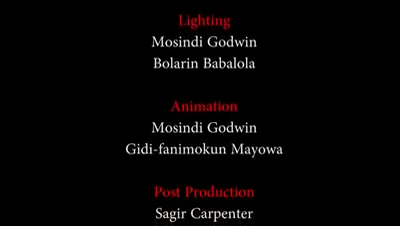 Lighting
Mosindi Godwin
Bolarin Babalola
Animation
Mosindi Godwin
Gidi-fanimokun Mayowa
Post Production
Sagir Carpenter